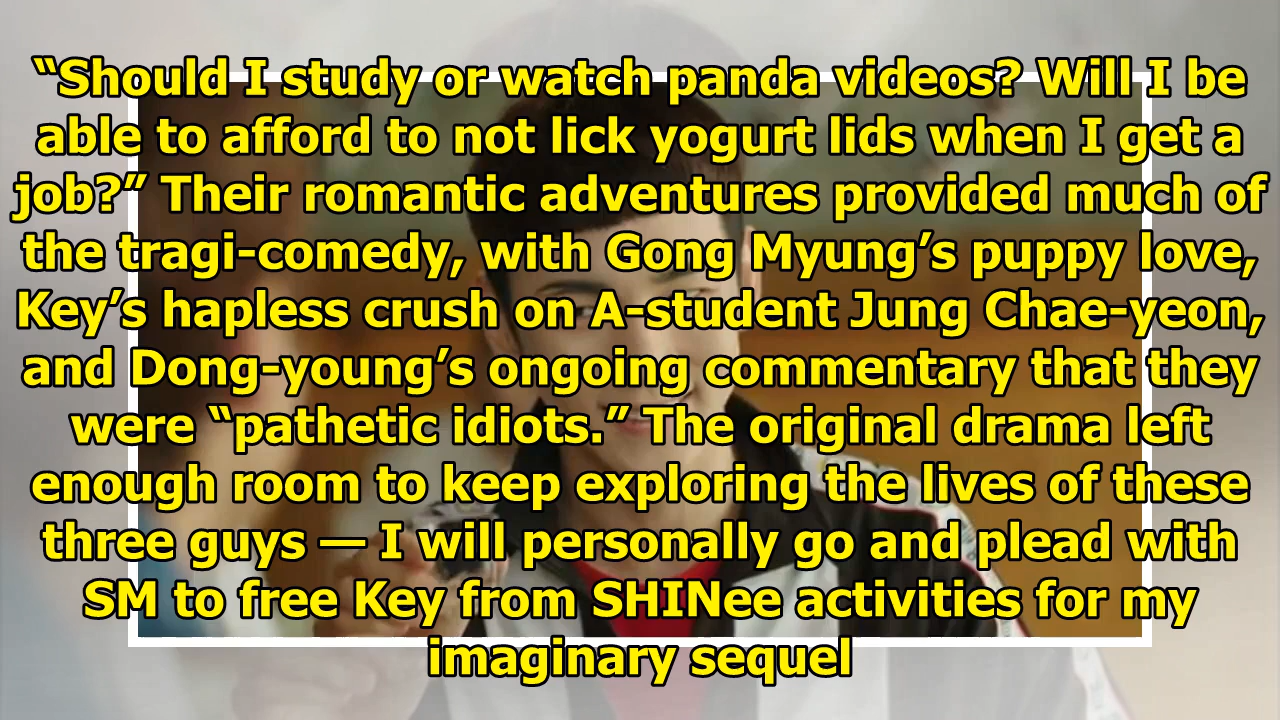 “Should I study or watch panda videos? Will I be
able to afford to not lick yogurt lids when I get a
job?” Their romantic adventures provided much of
the tragi-comedy, with Gong Myung’s puppy love,
Key’s hapless crush on A-student Jung Chae-yeon,
and Dong-young’s ongoing commentary that they
were “pathetic idiots.” The original drama left
enough room to keep exploring the lives of these
three guys — I will personally go and plead with
SM to free Key from SHINee activities for my
imaginary sequel